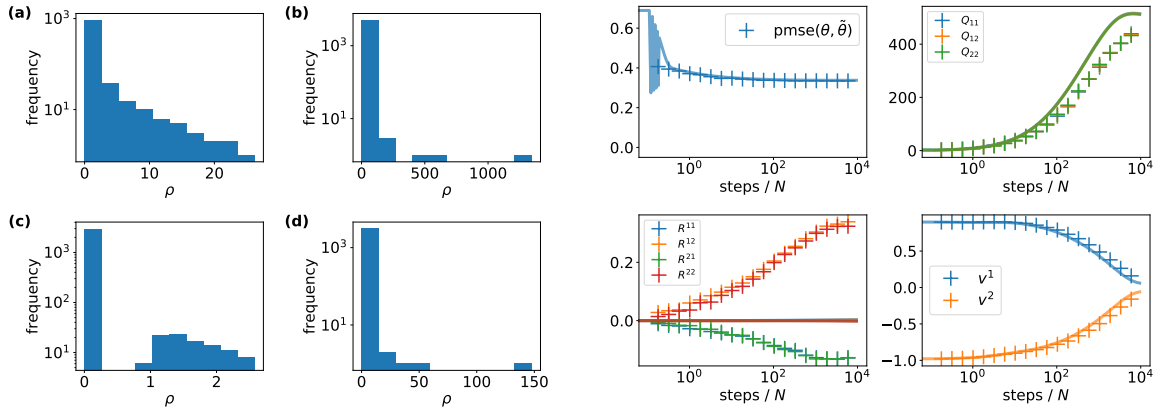 (a)
frequency
10³
10¹
0 10 20
ρ
(b)
frequency
10³
10¹
0 500 1000
ρ
(c)
frequency
10³
10²
10¹
0 1 2
ρ
(d)
frequency
10³
10¹
0 50 100 150
ρ
pmse(θ, θ̃)
0.6
0.4
0.2
0.0
10⁰ 10² 10⁴
steps / N
Q₁₁
Q₁₂
Q₂₂
400
200
0
10⁰ 10² 10⁴
steps / N
R¹¹
R¹²
R²¹
R²²
0.2
0.0
10⁰ 10² 10⁴
steps / N
v¹
v²
0.5
0.0
−0.5
−1.0
10⁰ 10² 10⁴
steps / N